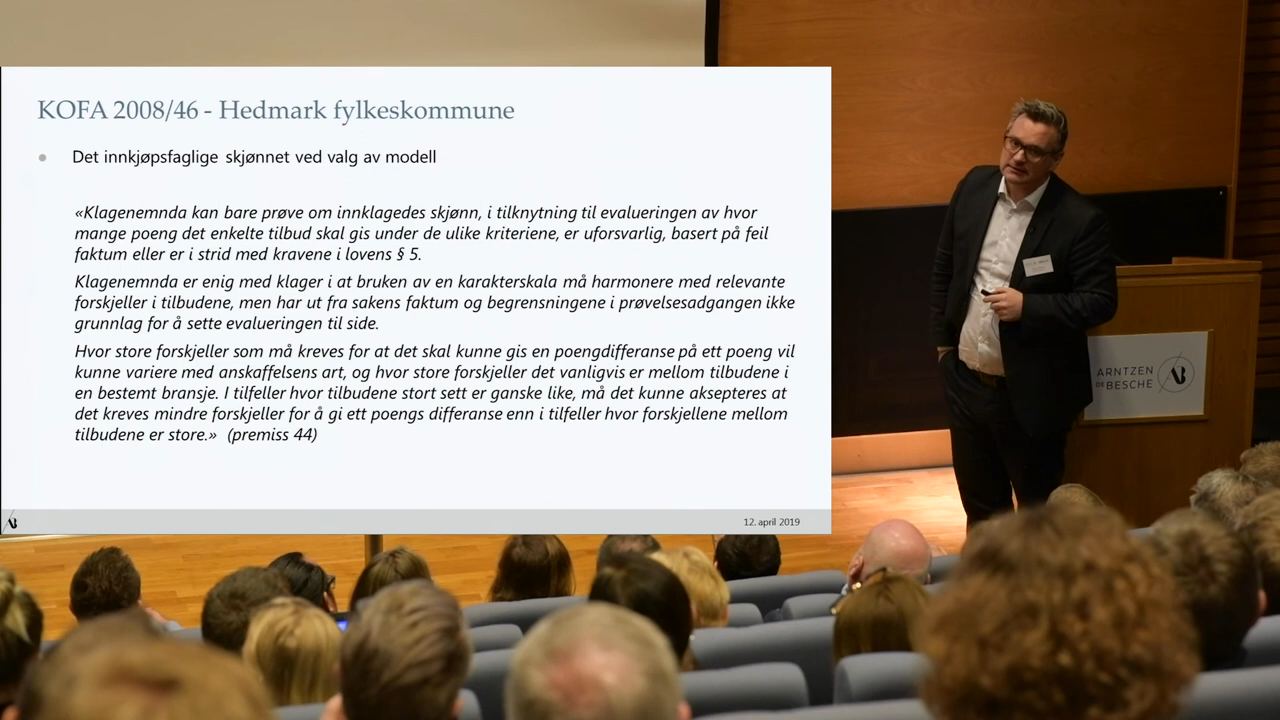 KOFA 2008/46 - Hedmark fylkeskommune
● Det innkjøpsfaglige skjønnet ved valg av modell
«Klagenemnda kan bare prøve om innklagedes skjønn, i tilknytning til evalueringen av hvor
mange poeng det enkelte tilbud skal gis under de ulike kriteriene, er uforsvarlig, basert på feil
faktum eller er i strid med kravene i lovens § 5.
Klagenemnda er enig med klager i at bruken av en karakterskala må harmonere med relevante
forskjeller i tilbudene, men har ut fra sakens faktum og begrensningene i prøvelsesadgangen ikke
grunnlag for å sette evalueringen til side.
Hvor store forskjeller som må kreves for at det skal kunne gis en poengdifferanse på ett poeng vil
kunne variere med anskaffelsens art, og hvor store forskjeller det vanligvis er mellom tilbudene i
en bestemt bransje. I tilfeller hvor tilbudene stort sett er ganske like, må det kunne aksepteres at
det kreves mindre forskjeller for å gi ett poengs differanse enn i tilfeller hvor forskjellene mellom
tilbudene er store.» (premiss 44)
12. april 2019
ARNTZEN
DE BESCHE